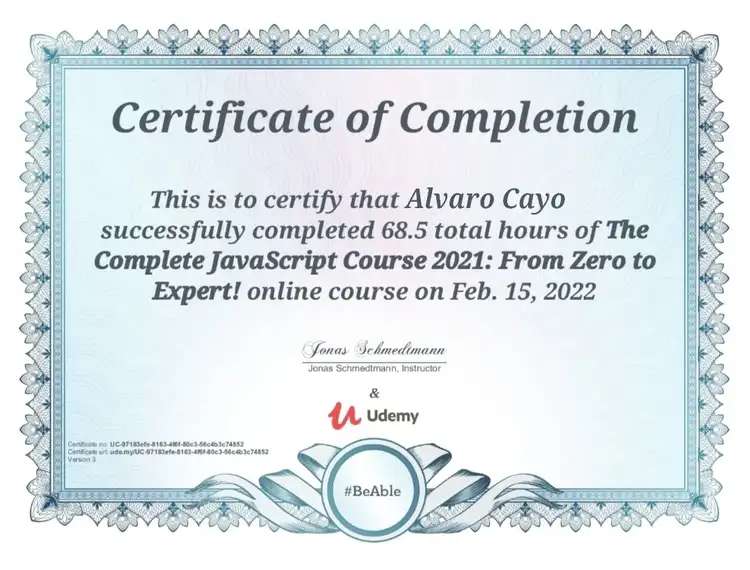 Certificate of Completion
This is to certify that Alvaro Cayo
successfully completed 68.5 total hours of The
Complete JavaScript Course 2021: From Zero to
Expert! online course on Feb. 15, 2022
Jonas Schmedtmann
Jonas Schmedtmann, Instructor
&
Udemy
Certificate no: UC-97183efe-8163-4f6f-80c3-56c4b3c74852
Certificate url: ude.my/UC-97183efe-8163-4f6f-80c3-56c4b3c74852
Version 3
#BeAble